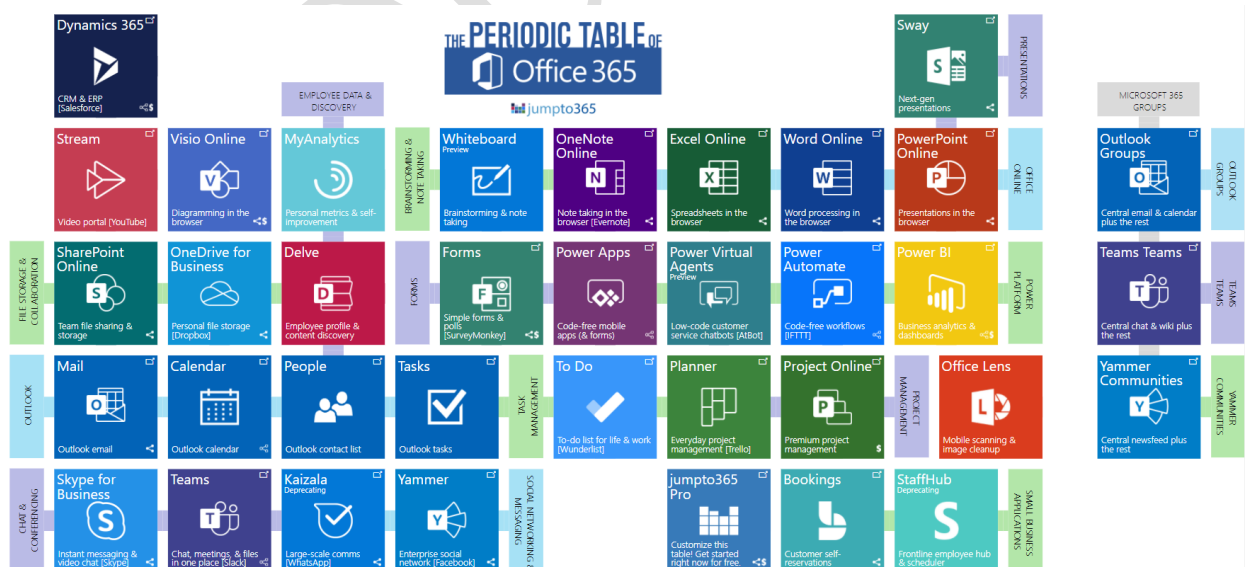 Dynamics 365
CRM & ERP
[Salesforce]
$
THE PERIODIC TABLE OF
Office 365
jumpto365
Sway
Next-gen
presentations
PRESENTATIONS
EMPLOYEE DATA &
DISCOVERY
MICROSOFT 365
GROUPS
Stream
Video portal [YouTube]
Visio Online
V
Diagramming in the
browser
$
MyAnalytics
Personal metrics & self-
improvement
BRAINSTORMING &
NOTE TAKING
Whiteboard
Preview
Brainstorming & note
taking
OneNote
Online
N
Note taking in the
browser [Evernote]
Excel Online
X
Spreadsheets in the
browser
Word Online
W
Word processing in
the browser
PowerPoint
Online
P
Presentations in the
browser
OFFICE
ONLINE
Outlook
Groups
O
Central email & calendar
plus the rest
OUTLOOK
GROUPS
FILE STORAGE &
COLLABORATION
SharePoint
Online
S
Team file sharing &
storage
OneDrive for
Business
Personal file storage
[Dropbox]
Delve
D
Employee profile &
content discovery
FORMS
Forms
F
Simple forms &
polls
[SurveyMonkey]
$
Power Apps
Code-free mobile
apps (& forms)
Power Virtual
Agents
Preview
Low-code customer
service chatbots [AtBot]
Power
Automate
Code-free workflows
[IFTTT]
Power BI
Business analytics &
dashboards
$
POWER
PLATFORM
Teams Teams
T
Central chat & wiki plus
the rest
TEAMS
TEAMS
OUTLOOK
Mail
O
Outlook email
Calendar
Outlook calendar
People
Outlook contact list
Tasks
Outlook tasks
TASK
MANAGEMENT
To Do
To-do list for life & work
[Wunderlist]
Planner
Everyday project
management [Trello]
Project Online
P
Premium project
management
$
PROJECT
MANAGEMENT
Office Lens
L
Mobile scanning &
image cleanup
Yammer
Communities
Y
Central newsfeed plus
the rest
YAMMER
COMMUNITIES
CHAT &
CONFERENCING
Skype for
Business
S
Instant messaging &
video chat [Skype]
Teams
T
Chat, meetings, & files
in one place [Slack]
Kaizala
Deprecating
Large-scale comms
[WhatsApp]
Yammer
Y
Enterprise social
network [Facebook]
SOCIAL NETWORKING &
MESSAGING
jumpto365
Pro
Customize this
table! Get started
right now for free.
$
Bookings
Customer self-
reservations
StaffHub
Deprecating
S
Frontline employee hub
& scheduler
SMALL BUSINESS
APPLICATIONS